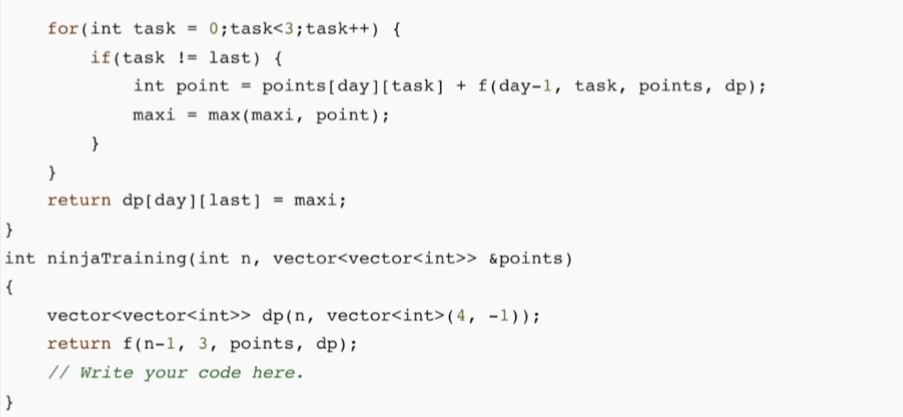 for(int task = 0;task<3;task++) {
if(task != last) {
int point = points[day][task] + f(day-1, task, points, dp);
maxi = max(maxi, point);
}
}
return dp[day][last] = maxi;
}
int ninjaTraining(int n, vector<vector<int>> &points)
{
vector<vector<int>> dp(n, vector<int>(4, -1));
return f(n-1, 3, points, dp);
// Write your code here.
}